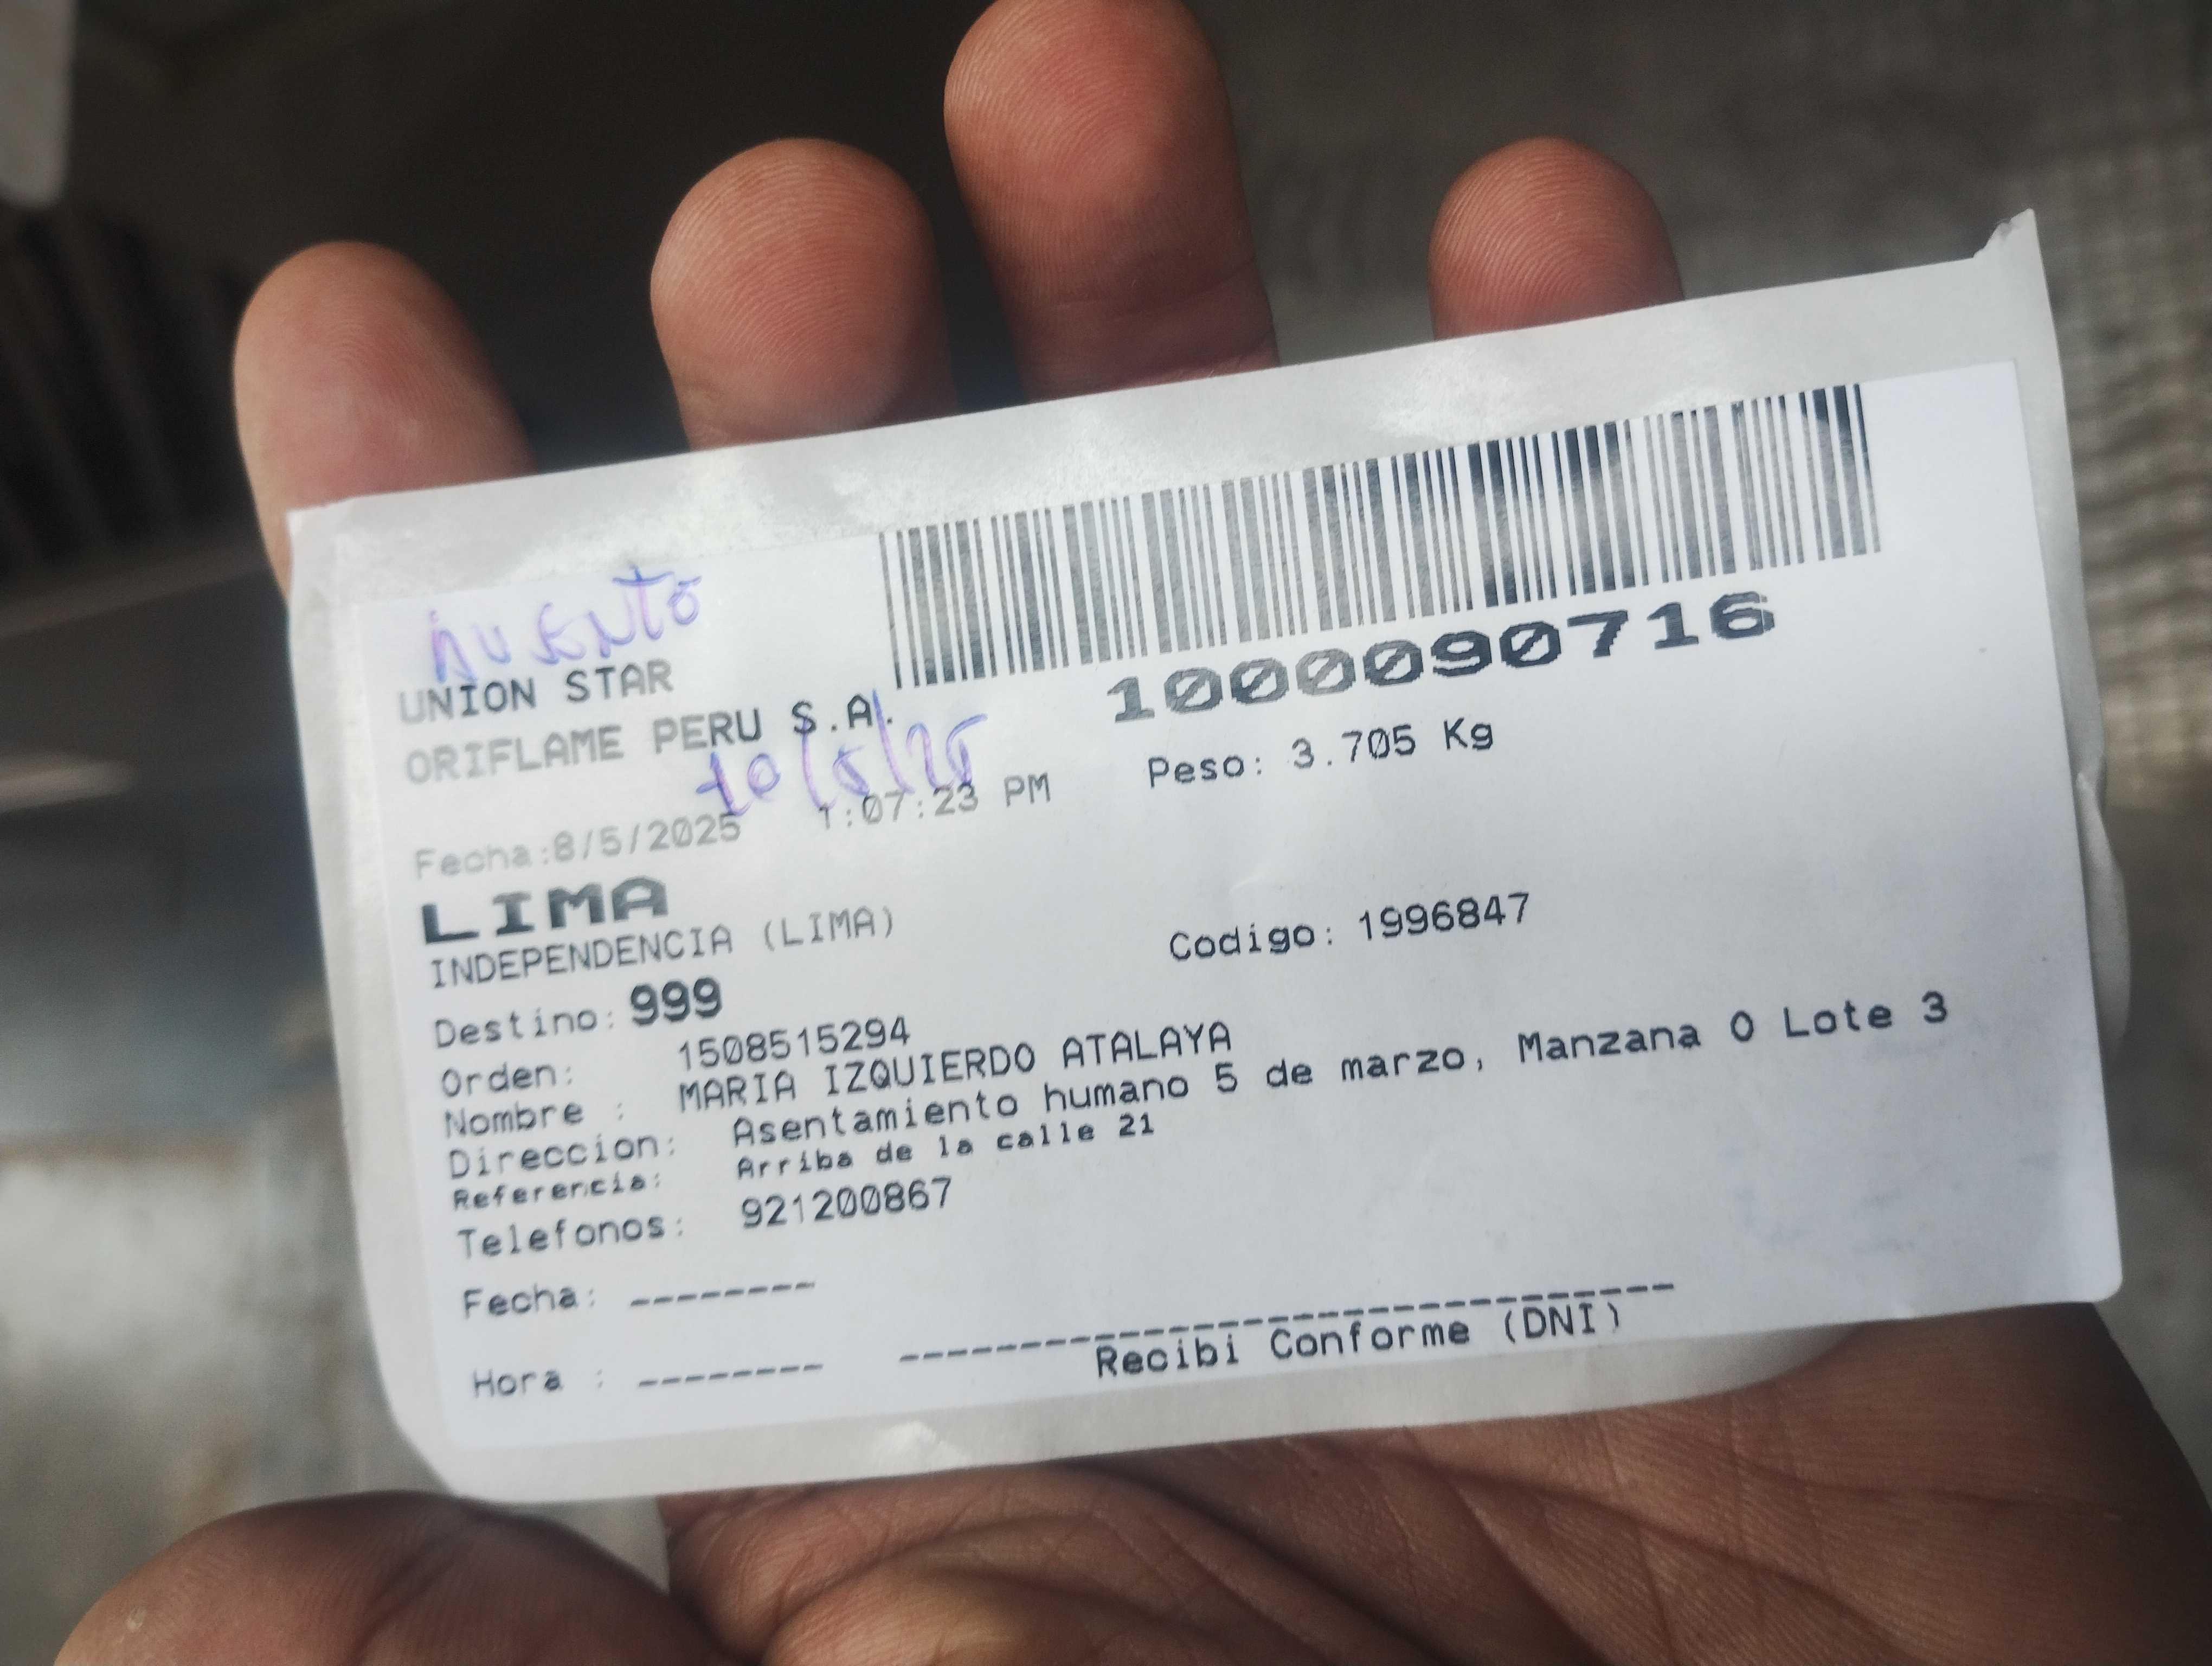 AUSENTE
UNION STAR
1000090716
ORIFLAME PERU S.A.
10/5/25
Peso: 3.705 Kg
Fecha:8/5/2025 1:07:23 PM
LIMA
INDEPENDENCIA (LIMA)
Codigo: 1996847
Destino: 999
Orden: 1508515294
Nombre : MARIA IZQUIERDO ATALAYA
Direccion: Asentamiento humano 5 de marzo, Manzana O Lote 3
Referencia: Arriba de la calle 21
Telefonos: 921200867
Fecha: --------
Hora : --------
Recibi Conforme (DNI)